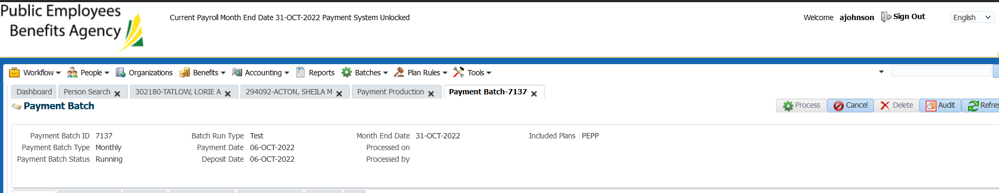 Public Employees
Benefits Agency
Current Payroll Month End Date 31-OCT-2022 Payment System Unlocked
Welcome ajohnson Sign Out English
Workflow People Organizations Benefits Accounting Reports Batches Plan Rules Tools
Dashboard Person Search 302180-TATLOW, LORIE A 294092-ACTON, SHEILA M Payment Production Payment Batch-7137
Payment Batch Process Cancel Delete Audit Refres
Payment Batch ID 7137 Batch Run Type Test Month End Date 31-OCT-2022 Included Plans PEPP
Payment Batch Type Monthly Payment Date 06-OCT-2022 Processed on
Payment Batch Status Running Deposit Date 06-OCT-2022 Processed by